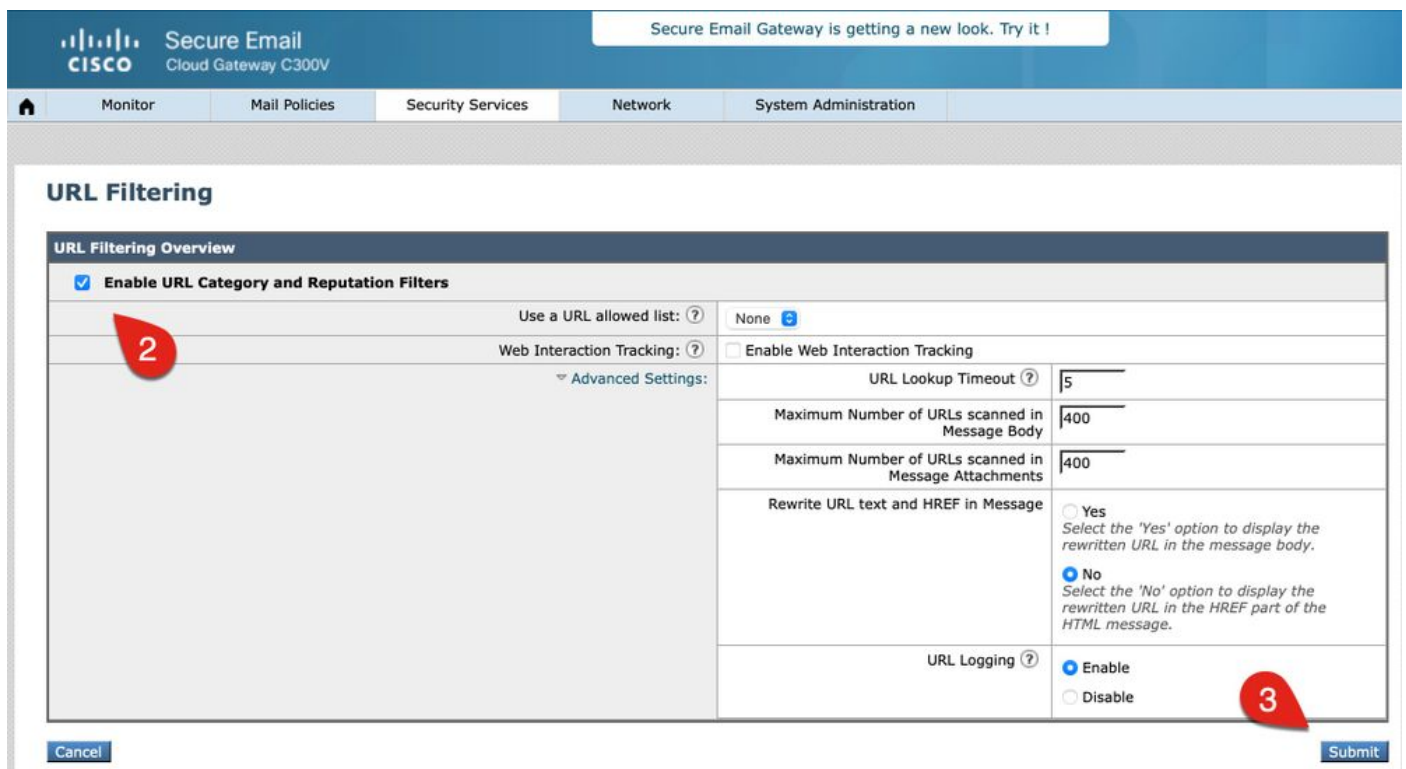 Secure Email Gateway is getting a new look. Try it !
CISCO
Secure Email
Cloud Gateway C300V
Monitor
Mail Policies
Security Services
Network
System Administration
URL Filtering
URL Filtering Overview
Enable URL Category and Reputation Filters
2
Use a URL allowed list: ?
None
Web Interaction Tracking: ?
Enable Web Interaction Tracking
Advanced Settings:
URL Lookup Timeout ?
5
Maximum Number of URLs scanned in
Message Body
400
Maximum Number of URLs scanned in
Message Attachments
400
Rewrite URL text and HREF in Message
Yes
Select the 'Yes' option to display the
rewritten URL in the message body.
No
Select the 'No' option to display the
rewritten URL in the HREF part of the
HTML message.
URL Logging ?
Enable
Disable
3
Cancel
Submit